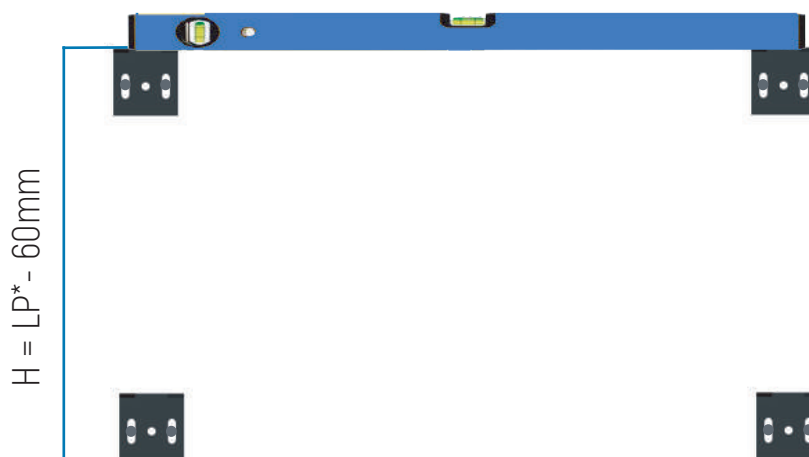 H = LP* - 60mm